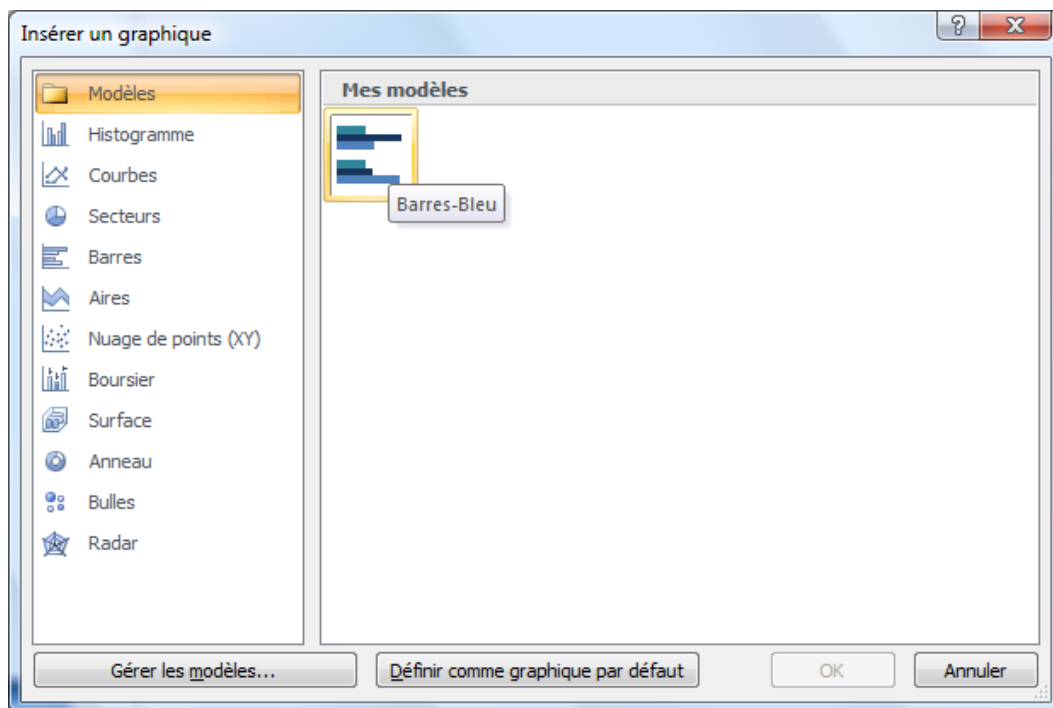 Insérer un graphique
Modèles
Histogramme
Courbes
Secteurs
Barres
Aires
Nuage de points (XY)
Boursier
Surface
Anneau
Bulles
Radar
Mes modèles
Barres-Bleu
Gérer les modèles...
Définir comme graphique par défaut
OK
Annuler